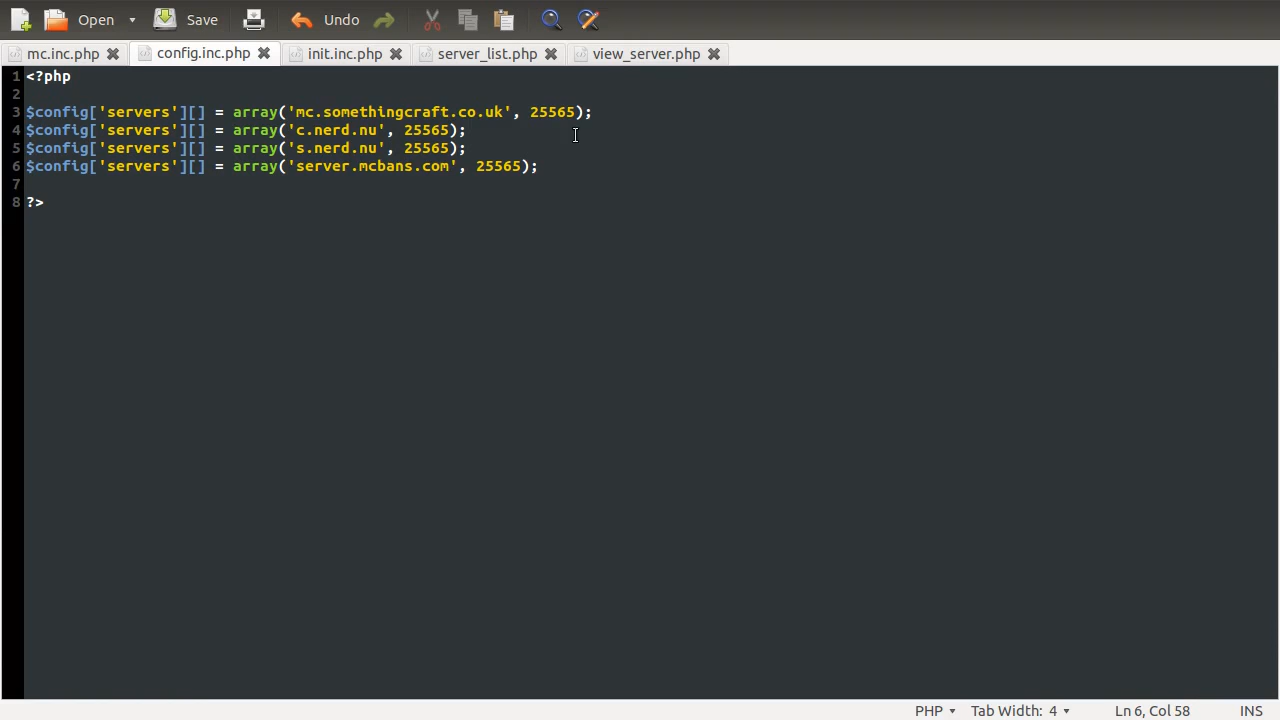 Open Save Undo
mc.inc.php config.inc.php init.inc.php server_list.php view_server.php
1 <?php
2
3 $config['servers'][] = array('mc.somethingcraft.co.uk', 25565);
4 $config['servers'][] = array('c.nerd.nu', 25565);
5 $config['servers'][] = array('s.nerd.nu', 25565);
6 $config['servers'][] = array('server.mcbans.com', 25565);
7
8 ?>
PHP Tab Width: 4 Ln 6, Col 58 INS